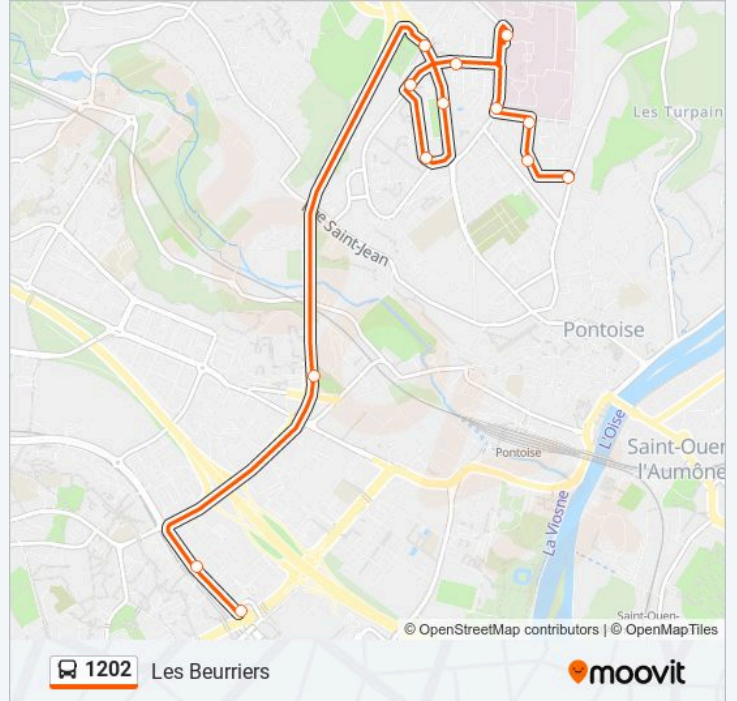 Les Turpain
Rue Saint-Jean
Pontoise
L'Oise
Saint-Ouen
l'Aumône
Pontoise
La Viosne
Saint-Ouen-
© OpenStreetMap contributors | © OpenMapTiles
1202 Les Beurriers moovit